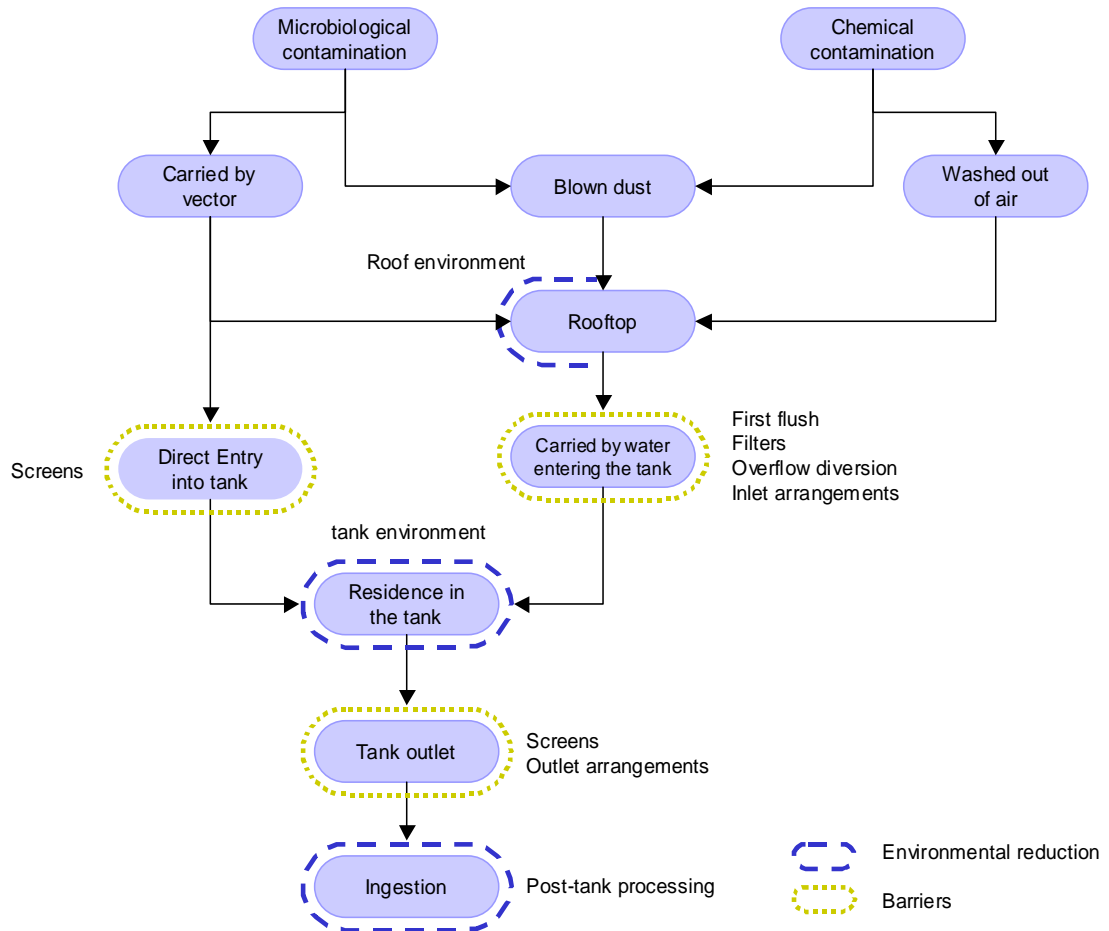 Microbiological
contamination
Chemical
contamination
Carried by
vector
Blown dust
Washed out
of air
Roof environment
Rooftop
First flush
Filters
Overflow diversion
Inlet arrangements
Screens
Direct Entry
into tank
Carried by water
entering the tank
tank environment
Residence in
the tank
Tank outlet
Screens
Outlet arrangements
Ingestion
Post-tank processing
Environmental reduction
Barriers